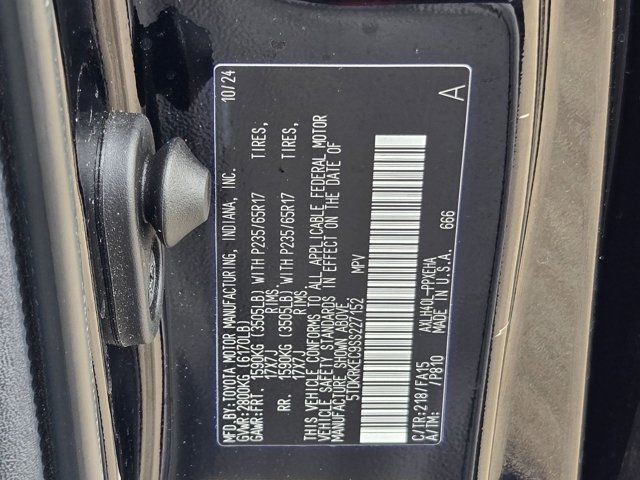 MFD.BY:TOYOTA MOTOR MANUFACTURING, INDIANA, INC. 10/24
GVWR:2800KG (6170LB)
GAWR:FRT. 1590KG (3505LB) WITH P235/65R17 TIRES,
17X7J RIMS,
RR. 1590KG (3505LB) WITH P235/65R17 TIRES,
17X7J RIMS.
THIS VEHICLE CONFORMS TO ALL APPLICABLE FEDERAL MOTOR
VEHICLE SAFETY STANDARDS IN EFFECT ON THE DATE OF
MANUFACTURE SHOWN ABOVE.
5TDKRKEC9SS227152 MPV
A
C/TR:218/FA15 AXLH40L-PPXEHA
A/TM: /P810 MADE IN U.S.A. 666